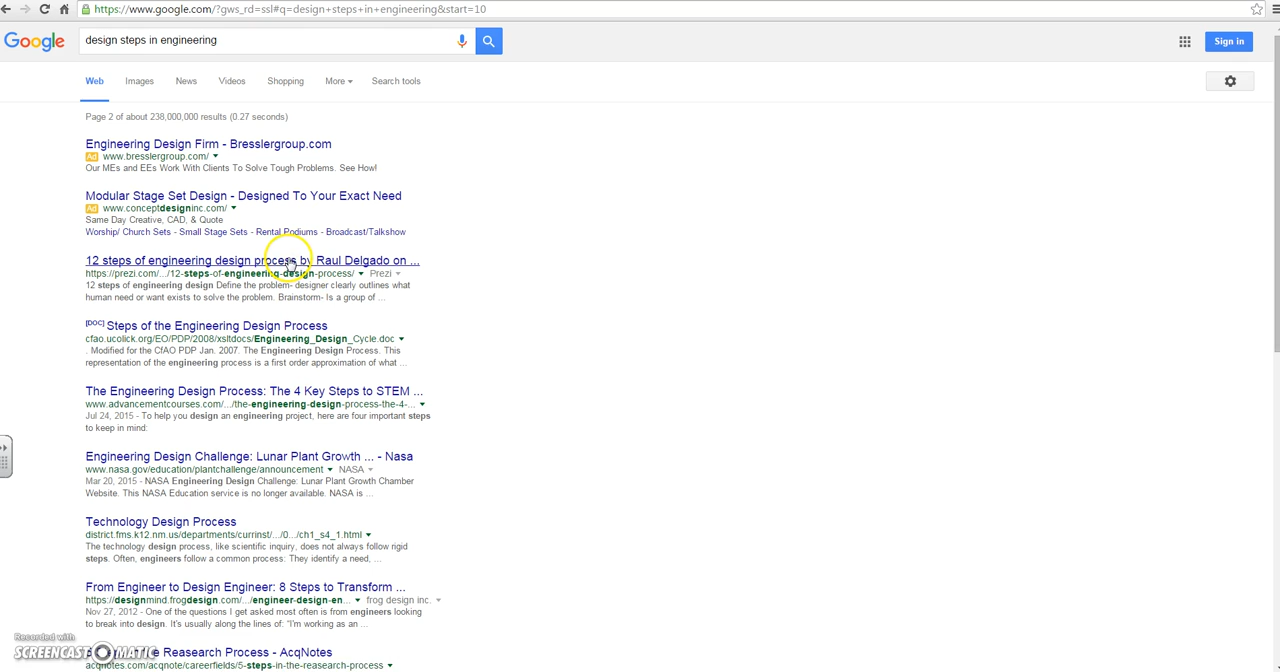 https://www.google.com/?gws_rd=ssl#q=design+steps+in+engineering&start=10
Google
design steps in engineering
Sign in
Web Images News Videos Shopping More Search tools
Page 2 of about 238,000,000 results (0.27 seconds)
Engineering Design Firm - Bresslergroup.com
Ad www.bresslergroup.com/
Our MEs and EEs Work With Clients To Solve Tough Problems. See How!
Modular Stage Set Design - Designed To Your Exact Need
Ad www.conceptdesigninc.com/
Same Day Creative, CAD, & Quote
Worship/ Church Sets - Small Stage Sets - Rental Podiums - Broadcast/Talkshow
12 steps of engineering design process by Raul Delgado on ...
https://prezi.com/.../12-steps-of-engineering-design-process/ Prezi
12 steps of engineering design Define the problem- designer clearly outlines what
human need or want exists to solve the problem. Brainstorm- Is a group of ...
[DOC] Steps of the Engineering Design Process
cfao.ucolick.org/EO/PDP/2008/xsltdocs/Engineering_Design_Cycle.doc
. Modified for the CfAO PDP Jan. 2007. The Engineering Design Process. This
representation of the engineering process is a first order approximation of what ...
The Engineering Design Process: The 4 Key Steps to STEM ...
www.advancementcourses.com/.../the-engineering-design-process-the-4-...
Jul 24, 2015 - To help you design an engineering project, here are four important steps
to keep in mind:
Engineering Design Challenge: Lunar Plant Growth ... - Nasa
www.nasa.gov/education/plantchallenge/announcement NASA
Mar 20, 2015 - NASA Engineering Design Challenge: Lunar Plant Growth Chamber
Website. This NASA Education service is no longer available. NASA is ...
Technology Design Process
district.fms.k12.nm.us/departments/currinst/.../0.../ch1_s4_1.html
The technology design process, like scientific inquiry, does not always follow rigid
steps. Often, engineers follow a common process: They identify a need, ...
From Engineer to Design Engineer: 8 Steps to Transform ...
https://designmind.frogdesign.com/.../engineer-design-en... frog design inc.
Nov 27, 2012 - One of the questions I get asked most often is from engineers looking
to break into design. It's usually along the lines of: "I'm working as an ...
Recorded with
SCREENCAST-O-MATIC
the Reasearch Process - AcqNotes
acqnotes.com/acqnote/careerfields/5-steps-in-the-reasearch-process